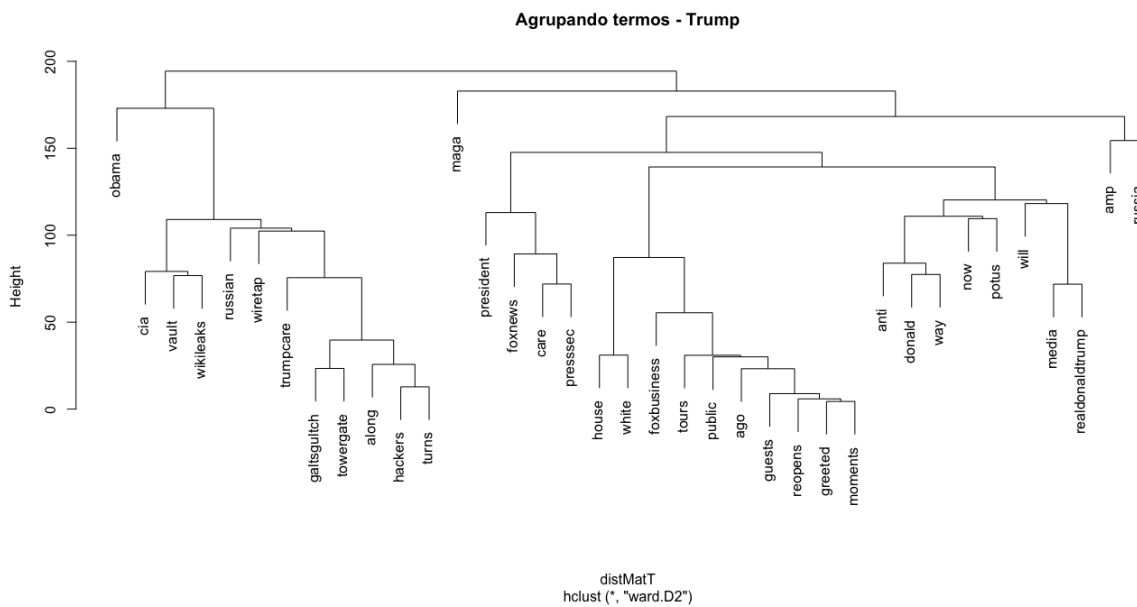 Agrupando termos - Trump
Height
200
150
100
50
0
obama
cia
vault
wikileaks
russian
wiretap
trumpcare
galtsgultch
towergate
along
hackers
turns
maga
president
foxnews
care
presssec
house
white
foxbusiness
tours
public
ago
guests
reopens
greeted
moments
anti
donald
way
now
potus
will
media
realdonaldtrump
amp
russia
distMatT
hclust (*, "ward.D2")